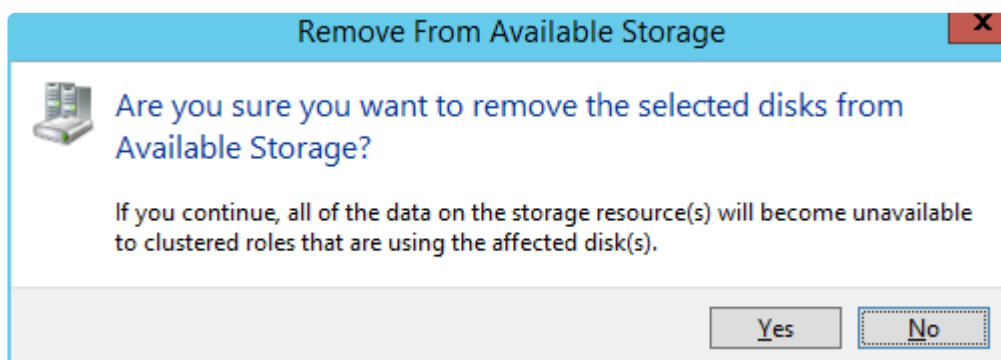 Remove From Available Storage
x
Are you sure you want to remove the selected disks from
Available Storage?
If you continue, all of the data on the storage resource(s) will become unavailable
to clustered roles that are using the affected disk(s).
Yes
No